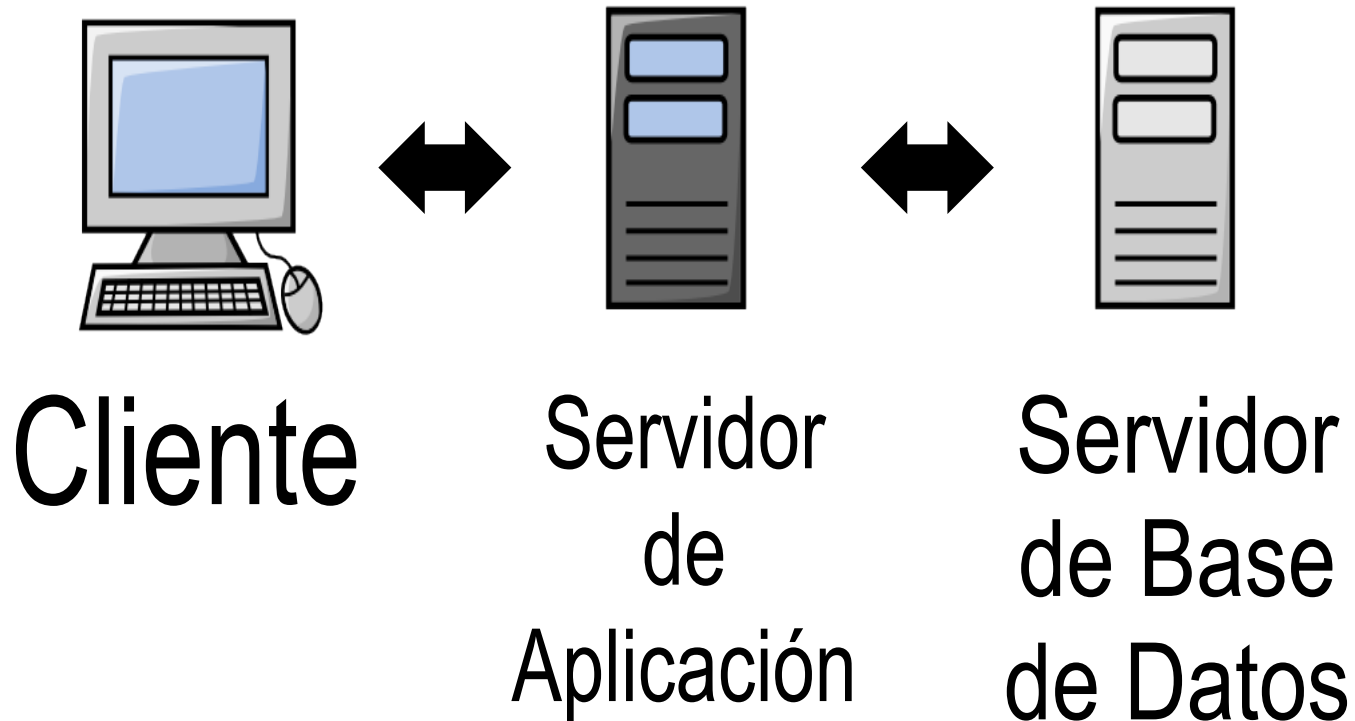 Cliente
Servidor
de
Aplicación
Servidor
de Base
de Datos